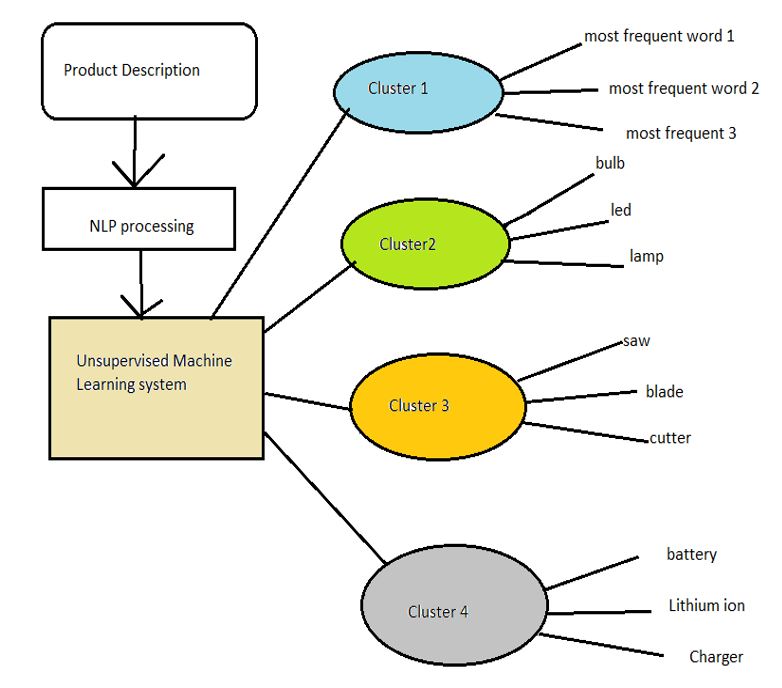 Product Description
NLP processing
Unsupervised Machine
Learning system
Cluster 1
most frequent word 1
most frequent word 2
most frequent 3
Cluster2
bulb
led
lamp
Cluster 3
saw
blade
cutter
Cluster 4
battery
Lithium ion
Charger